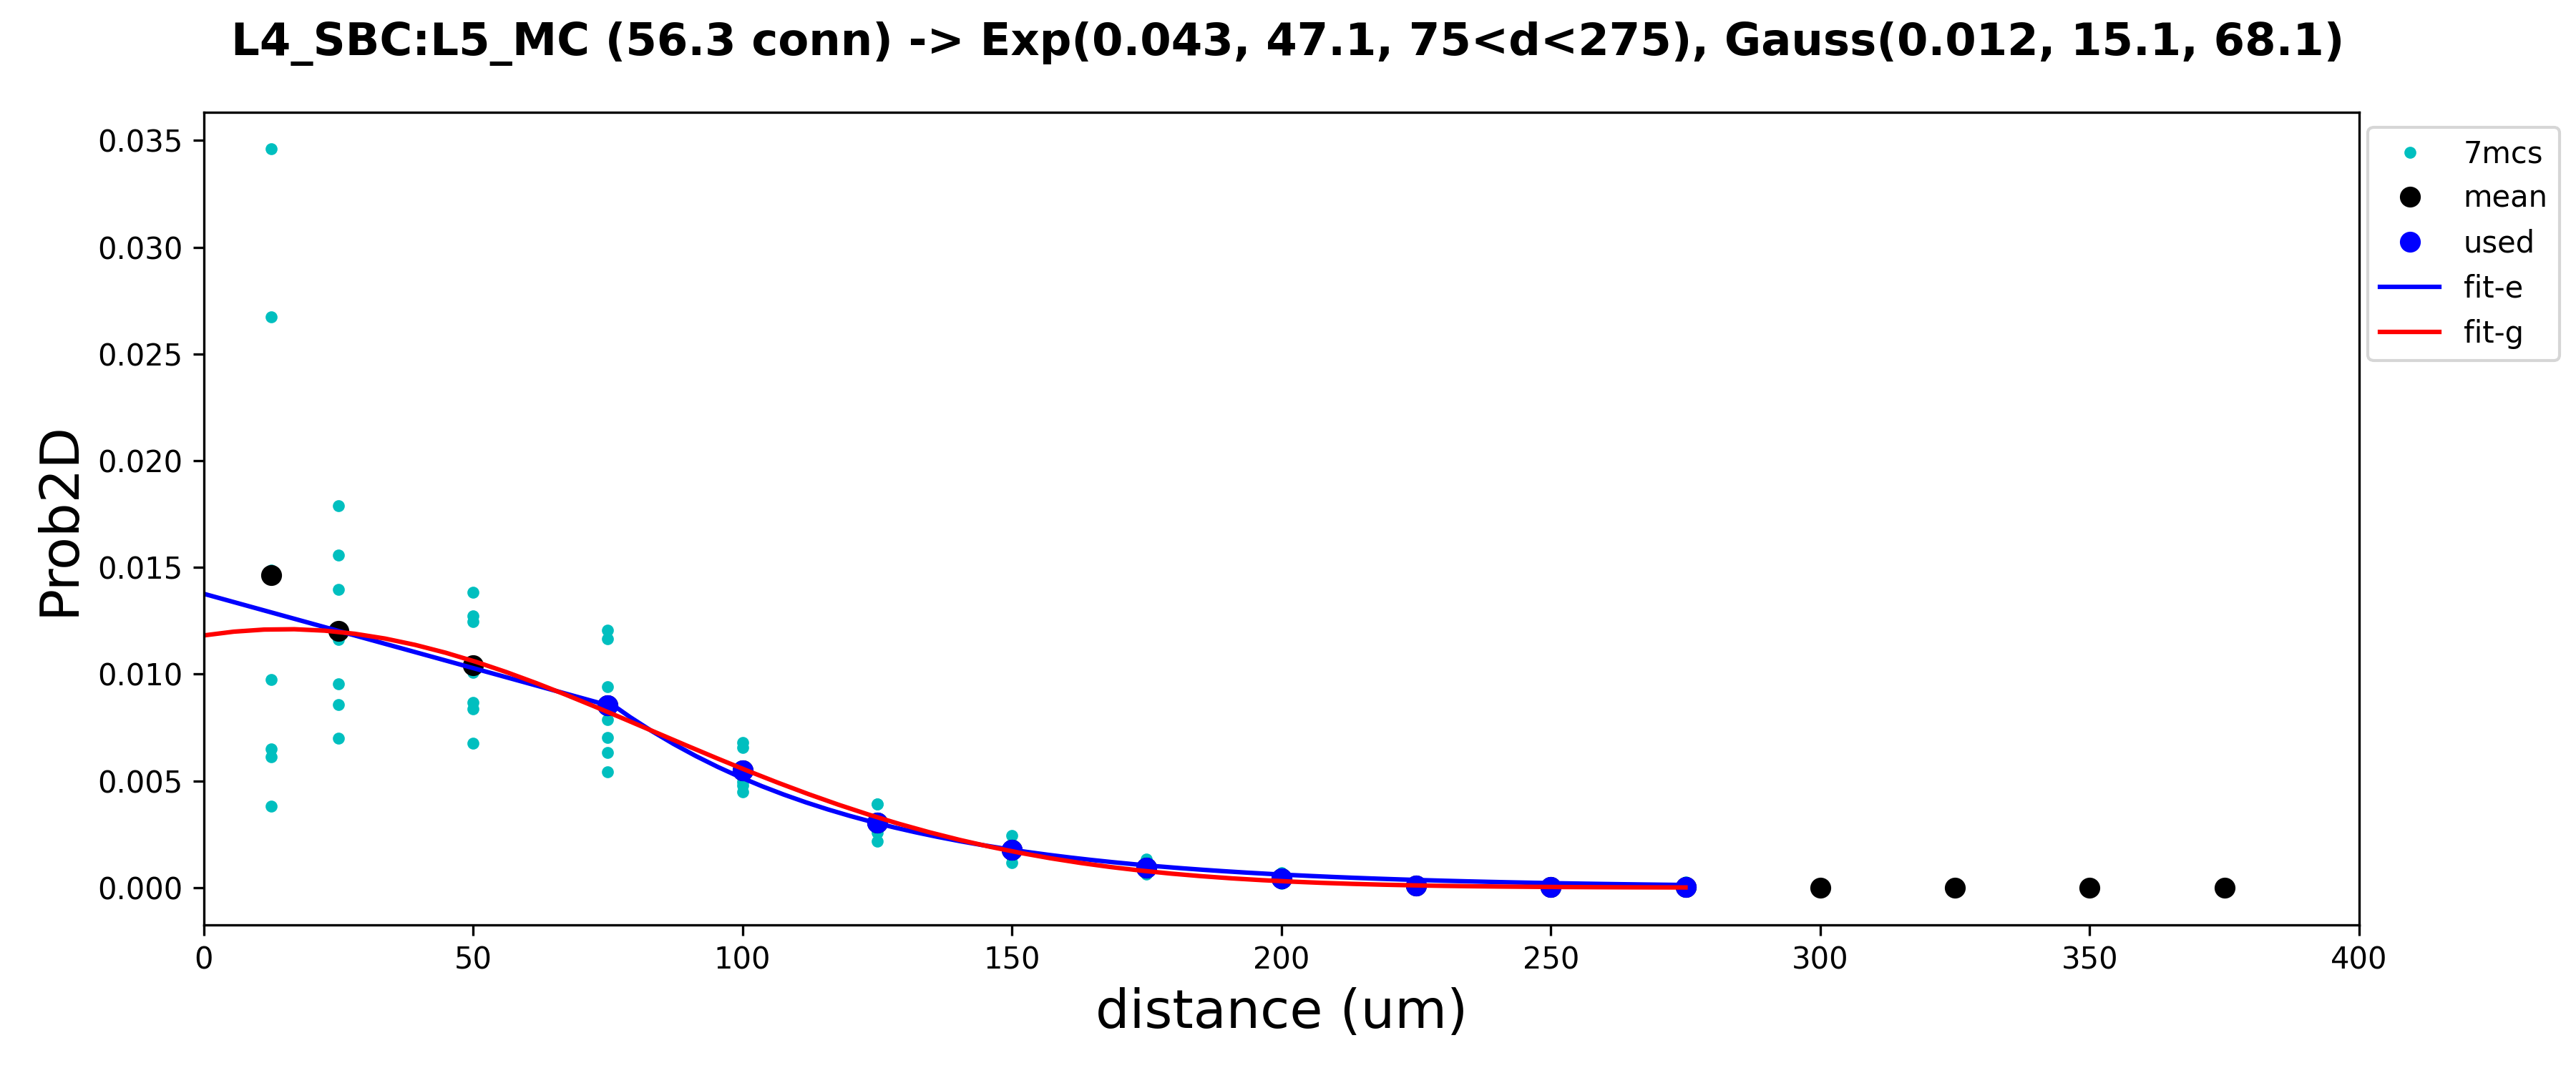 L4_SBC:L5_MC (56.3 conn) -> Exp(0.043, 47.1, 75<d<275), Gauss(0.012, 15.1, 68.1)
0.035
0.030
0.025
0.020
0.015
0.010
0.005
0.000
Prob2D
0 50 100 150 200 250 300 350 400
distance (um)
7mcs
mean
used
fit-e
fit-g